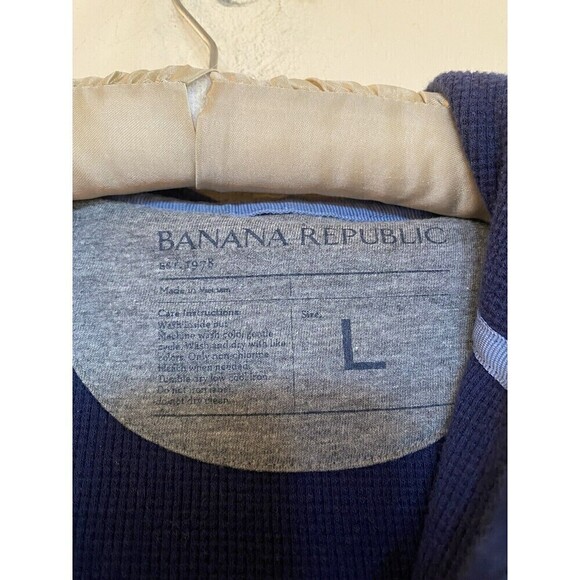 BANANA REPUBLIC
EST. 1978
Made in Vietnam
Care Instructions:
Wash inside out.
Machine wash cold, gentle
cycle. Wash and dry with like
colors. Only non-chlorine
bleach when needed.
Tumble dry low. Cool iron.
Do not iron label
do not dry clean.
Size:
L